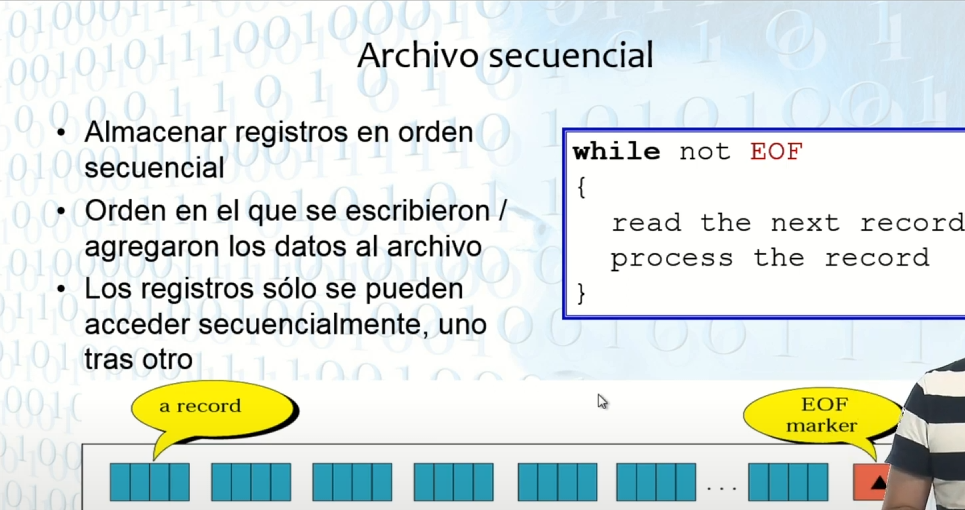 Archivo secuencial
• Almacenar registros en orden
secuencial
• Orden en el que se escribieron /
agregaron los datos al archivo
• Los registros sólo se pueden
acceder secuencialmente, uno
tras otro
while not EOF
{
read the next record
process the record
}
a record
EOF
marker
. . .